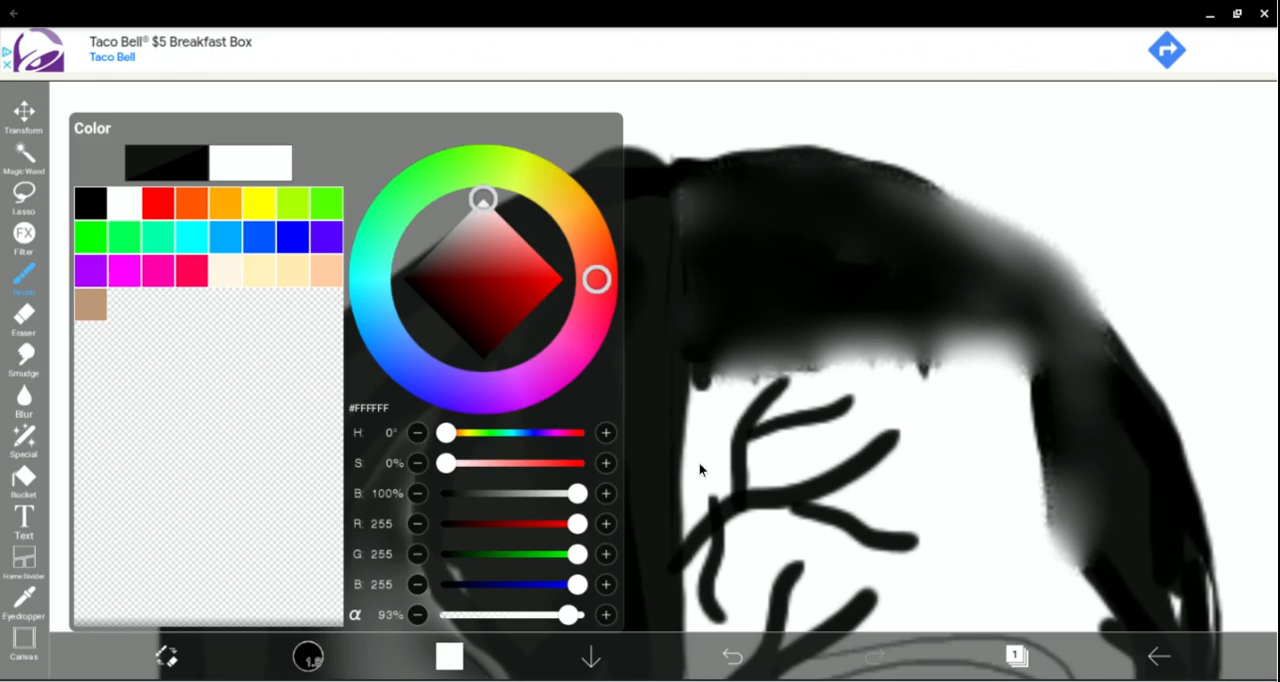 Taco Bell® $5 Breakfast Box
Taco Bell
Transform
Magic Wand
Lasso
FX
Filter
Brush
Eraser
Smudge
Blur
Special
Bucket
T
Text
Frame Divider
Eyedropper
Canvas
Color
#FFFFFF
H: 0°
S: 0%
B: 100%
R: 255
G: 255
B: 255
α 93%
1